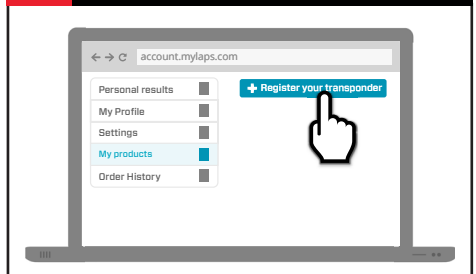 account.mylaps.com
Personal results
+ Register your transponder
My Profile
Settings
My products
Order History